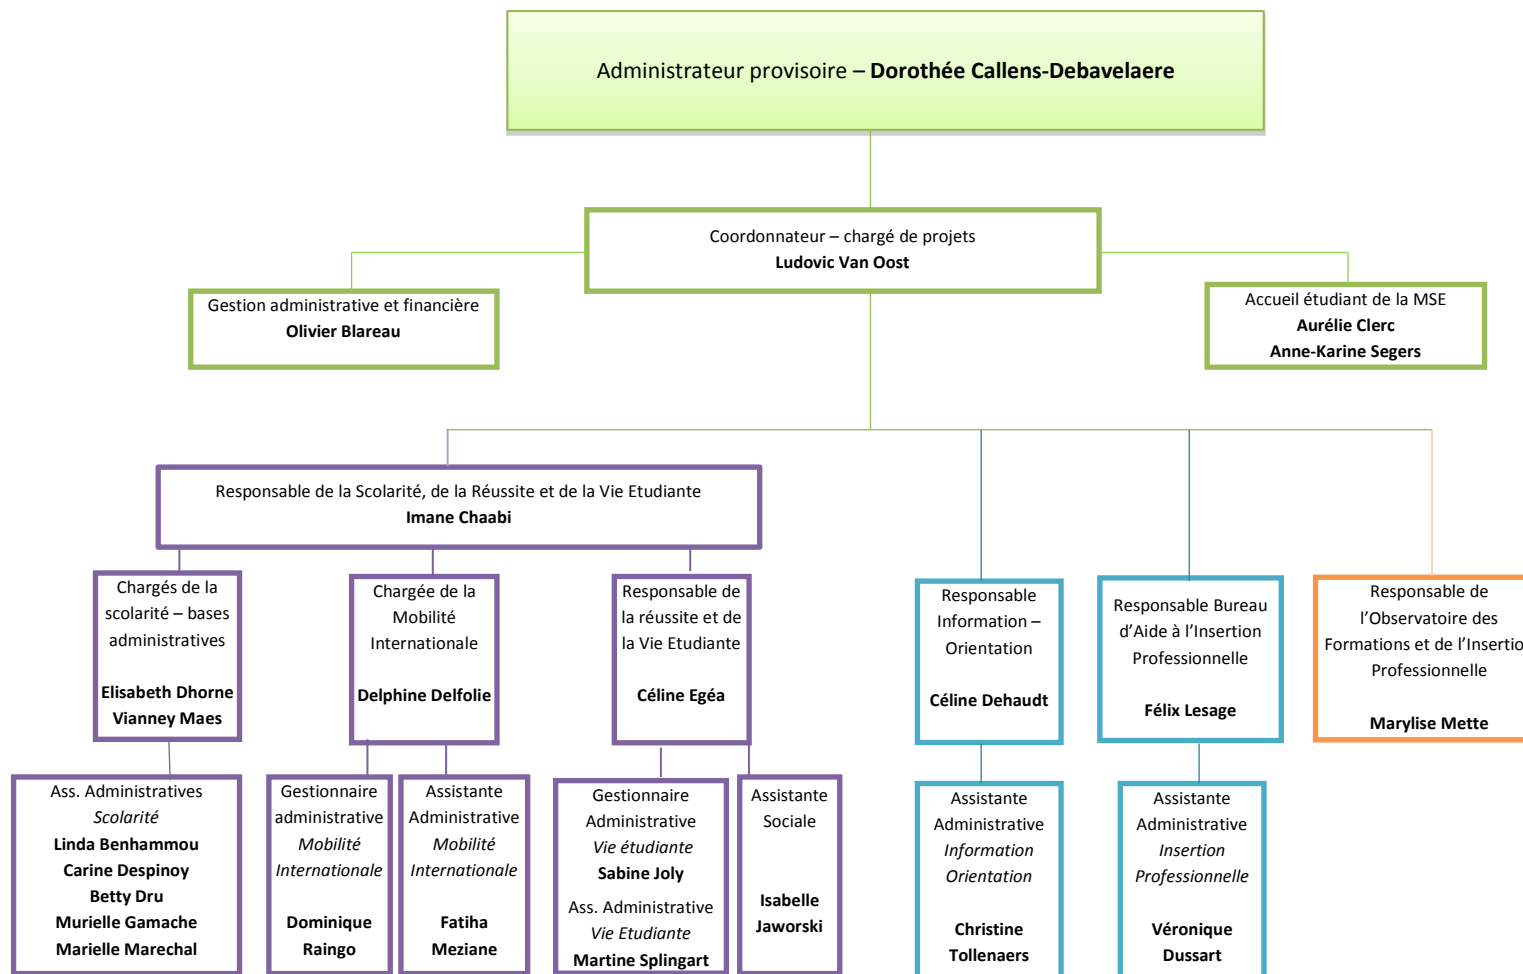 Administrateur provisoire – Dorothée Callens-Debavelaere
Coordonnateur – chargé de projets
Ludovic Van Oost
Gestion administrative et financière
Olivier Blareau
Accueil étudiant de la MSE
Aurélie Clerc
Anne-Karine Segers
Responsable de la Scolarité, de la Réussite et de la Vie Etudiante
Imane Chaabi
Chargés de la
scolarité – bases
administratives
Elisabeth Dhorne
Vianney Maes
Chargée de la
Mobilité
Internationale
Delphine Delfolie
Responsable de
la réussite et de
la Vie Etudiante
Céline Egéa
Responsable
Information –
Orientation
Céline Dehaudt
Responsable Bureau
d’Aide à l’Insertion
Professionnelle
Félix Lesage
Responsable de
l’Observatoire des
Formations et de l’Insertio
Professionnelle
Marylise Mette
Ass. Administratives
Scolarité
Linda Benhammou
Carine Despinoy
Betty Dru
Murielle Gamache
Marielle Marechal
Gestionnaire
administrative
Mobilité
Internationale
Dominique
Raingo
Assistante
Administrative
Mobilité
Internationale
Fatiha
Meziane
Gestionnaire
Administrative
Vie étudiante
Sabine Joly
Ass. Administrative
Vie Etudiante
Martine Splingart
Assistante
Sociale
Isabelle
Jaworski
Assistante
Administrative
Information
Orientation
Christine
Tollenaers
Assistante
Administrative
Insertion
Professionnelle
Véronique
Dussart